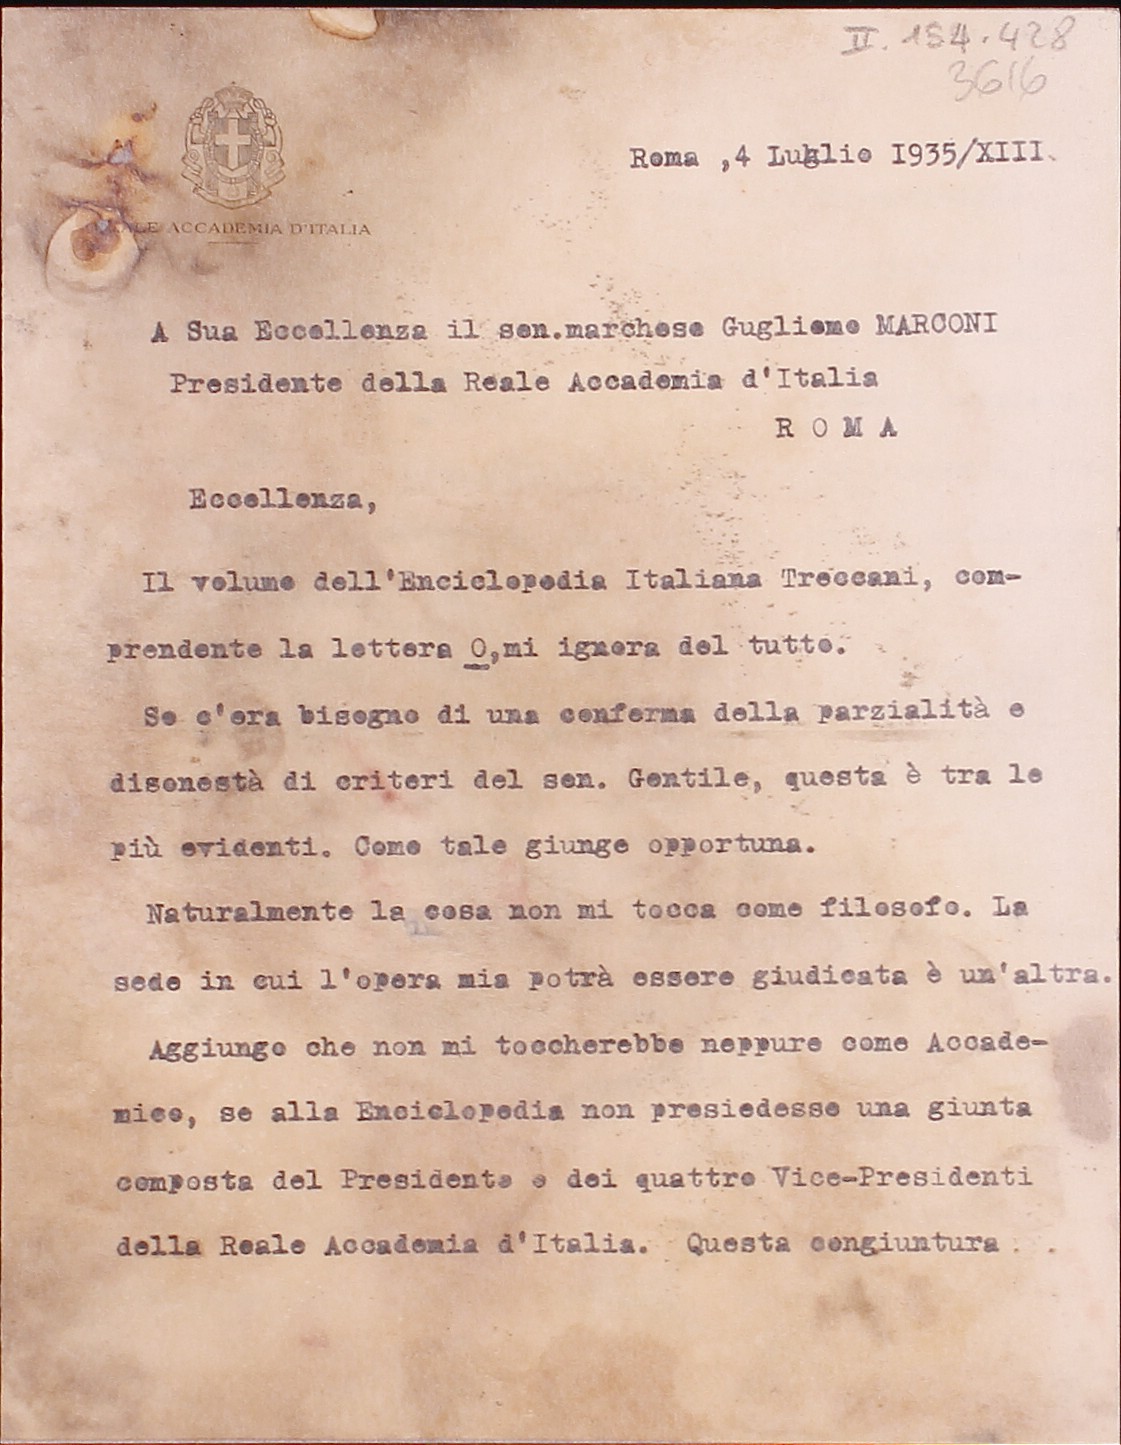 II. 154.428
3616
Roma ,4 Luglio 1935/XIII.
REALE ACCADEMIA D'ITALIA
A Sua Eccellenza il sen.marchese Gugliemo MARCONI
Presidente della Reale Accademia d'Italia
R O M A
Eccellenza,
Il volume dell'Enciclopedia Italiana Treccani, com-
prendente la lettera O,mi ignora del tutto.
Se c'era bisogno di una conferma della parzialità e
disonestà di criteri del sen. Gentile, questa è tra le
più evidenti. Come tale giunge opportuna.
Naturalmente la cosa non mi tocca come filosofo. La
sede in cui l'opera mia potrà essere giudicata è un'altra.
Aggiungo che non mi toccherebbe neppure come Accade-
mico, se alla Enciclopedia non presiedesse una giunta
composta del Presidente e dei quattro Vice-Presidenti
della Reale Accademia d'Italia. Questa congiuntura